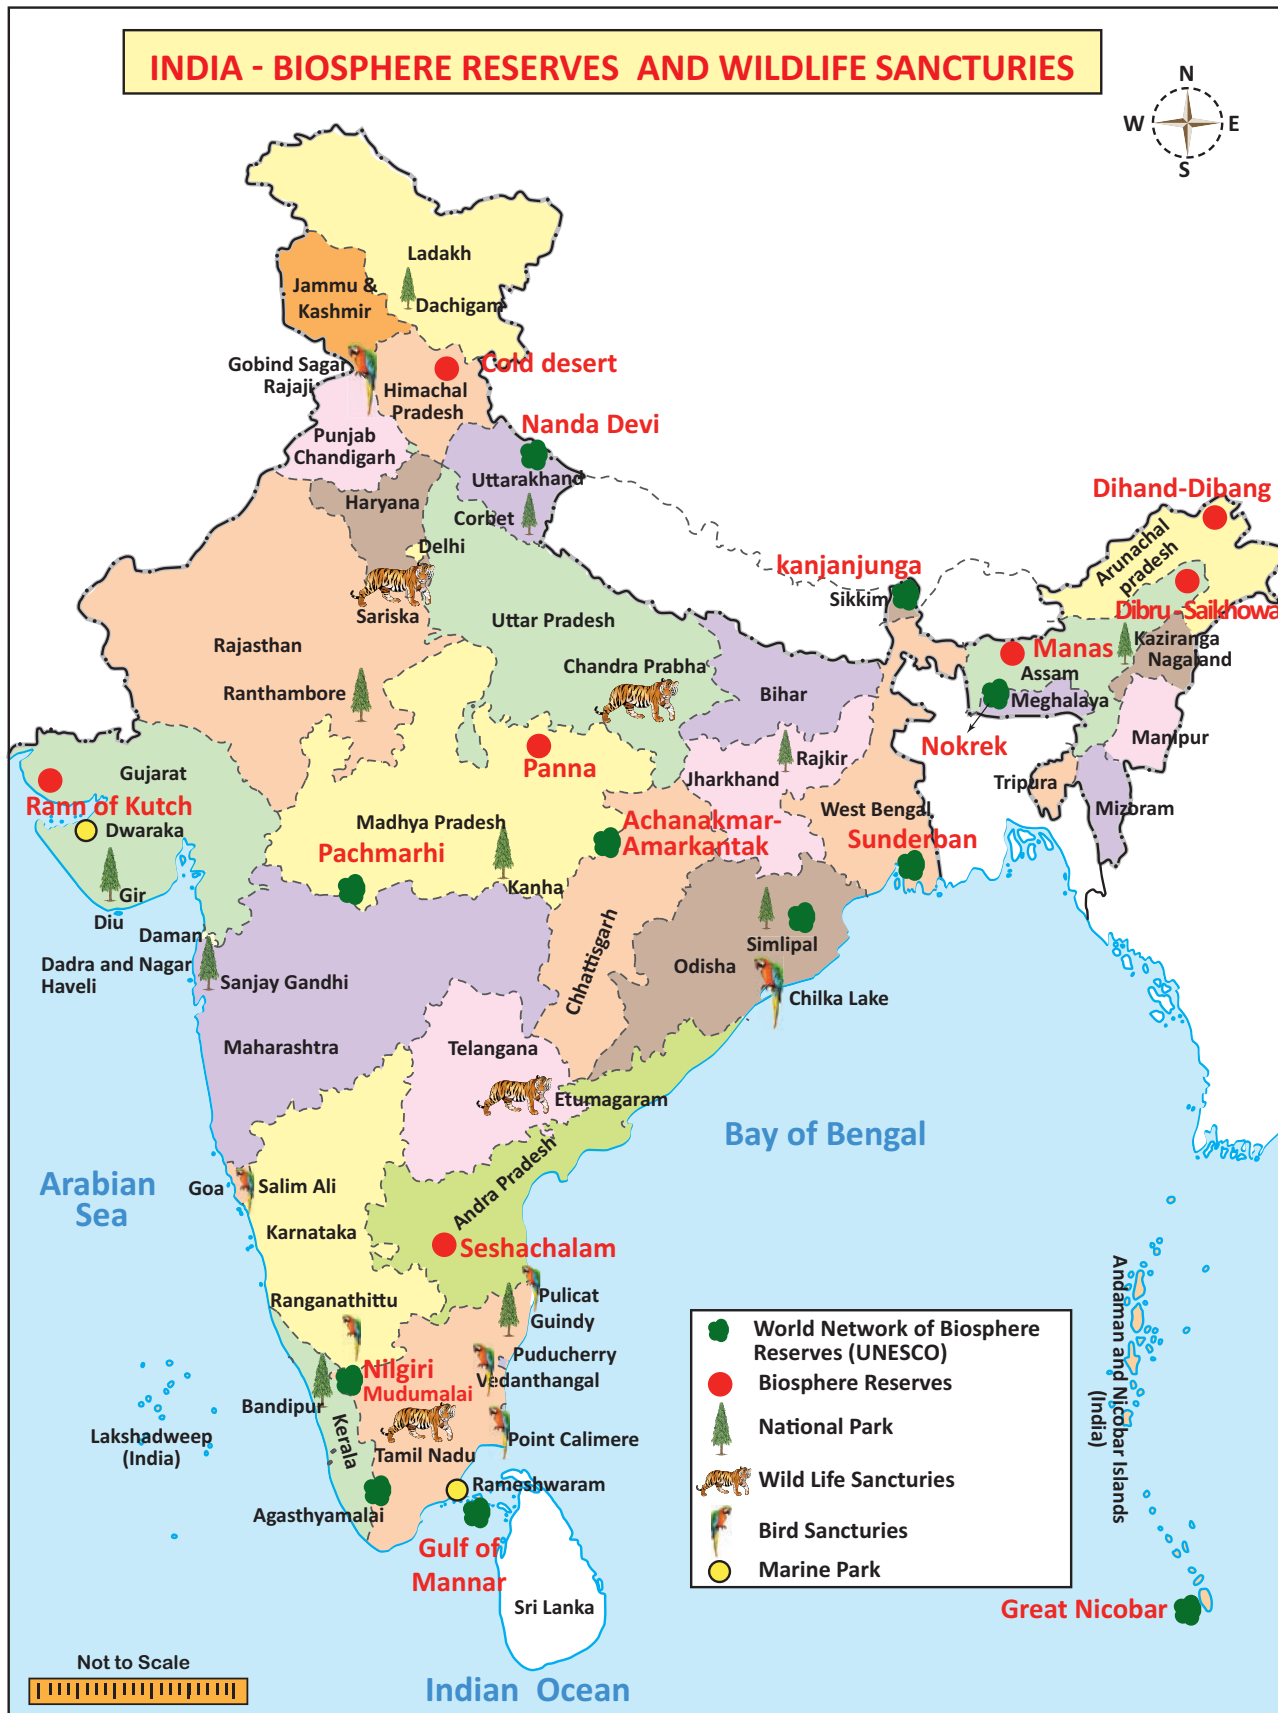 INDIA - BIOSPHERE RESERVES AND WILDLIFE SANCTURIES
N
W
E
S
Ladakh
Jammu &
Kashmir
Dachigam
Gobind Sagar
Rajaji
Cold desert
Himachal
Pradesh
Nanda Devi
Punjab
Chandigarh
Uttarakhand
Haryana
Corbet
Delhi
Dihand-Dibang
Arunachal
pradesh
kanjanjunga
Sikkim
Dibru -Saikhowa
Sariska
Uttar Pradesh
Rajasthan
Kaziranga
Nagaland
Manas
Assam
Chandra Prabha
Ranthambore
Bihar
Meghalaya
Nokrek
Manipur
Panna
Rajkir
Jharkhand
Gujarat
Tripura
Mizoram
Rann of Kutch
Dwaraka
Madhya Pradesh
Achanakmar-
Amarkantak
West Bengal
Sunderban
Pachmarhi
Kanha
Gir
Diu
Daman
Dadra and Nagar
Haveli
Sanjay Gandhi
Chhattisgarh
Simlipal
Odisha
Chilka Lake
Maharashtra
Telangana
Etumagaram
Bay of Bengal
Andra Pradesh
Arabian
Sea
Goa
Salim Ali
Karnataka
Seshachalam
Ranganathittu
Pulicat
Guindy
Andaman and Nicobar Islands
(India)
Puducherry
Vedanthangal
Nilgiri
Mudumalai
Bandipur
Kerala
Lakshadweep
(India)
Tamil Nadu
Point Calimere
Rameshwaram
Agasthyamalai
Gulf of
Mannar
Sri Lanka
World Network of Biosphere
Reserves (UNESCO)
Biosphere Reserves
National Park
Wild Life Sancturies
Bird Sancturies
Marine Park
Great Nicobar
Not to Scale
Indian Ocean